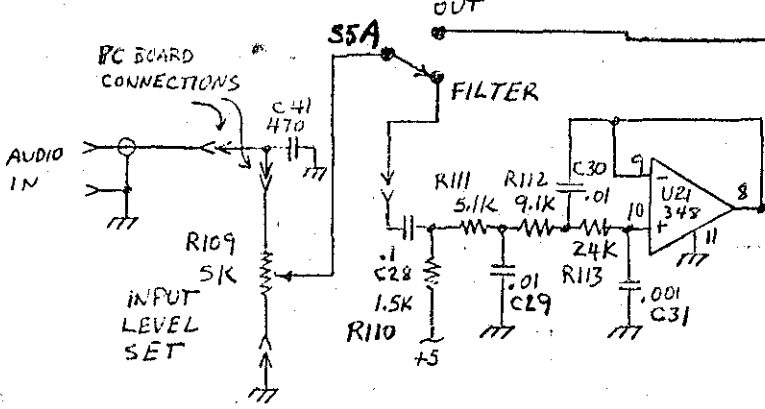 OUT
S5A
PC BOARD
CONNECTIONS
FILTER
C41
470
AUDIO
IN
R109
5K
INPUT
LEVEL
SET
.1
C28
1.5K
R110
+5
R111
5.1K
R112
9.1K
C30
.01
.01
C29
24K
R113
.001
C31
9
-
U21
348
8
10
+
11